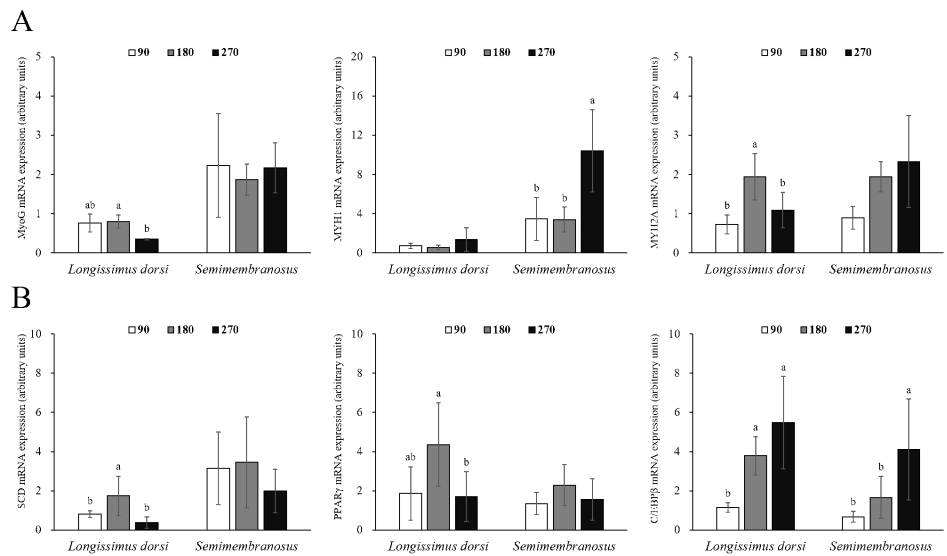 A
MyoG mRNA expression (arbitrary units)
90 180 270
5
4
3
2
1
0
ab a b
Longissimus dorsi Semimembranosus
MYH1 mRNA expression (arbitrary units)
90 180 270
20
16
12
8
4
0
b b a
Longissimus dorsi Semimembranosus
MYH2A mRNA expression (arbitrary units)
90 180 270
5
4
3
2
1
0
b a b
Longissimus dorsi Semimembranosus
B
SCD mRNA expression (arbitrary units)
90 180 270
10
8
6
4
2
0
b a b
Longissimus dorsi Semimembranosus
PPARγ mRNA expression (arbitrary units)
90 180 270
10
8
6
4
2
0
ab a b
Longissimus dorsi Semimembranosus
C/EBPβ mRNA expression (arbitrary units)
90 180 270
10
8
6
4
2
0
b a a b b a
Longissimus dorsi Semimembranosus